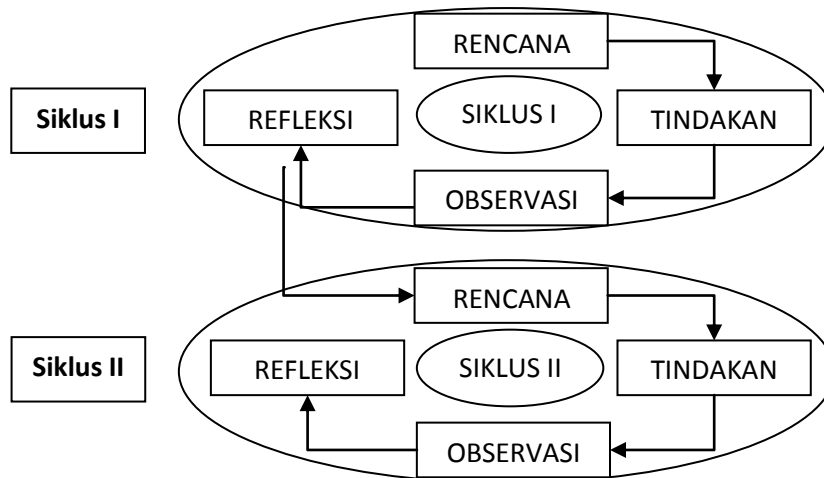 RENCANA
Siklus I
REFLEKSI
SIKLUS I
TINDAKAN
OBSERVASI
RENCANA
Siklus II
REFLEKSI
SIKLUS II
TINDAKAN
OBSERVASI